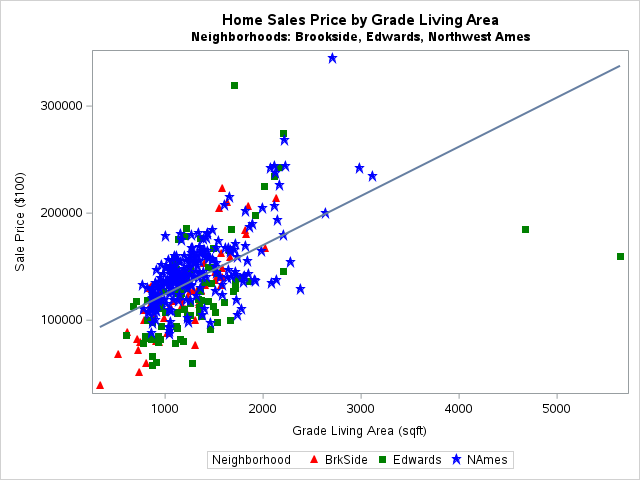 Home Sales Price by Grade Living Area
Neighborhoods: Brookside, Edwards, Northwest Ames
Sale Price ($100)
300000
200000
100000
1000 2000 3000 4000 5000
Grade Living Area (sqft)
Neighborhood BrkSide Edwards NAmes